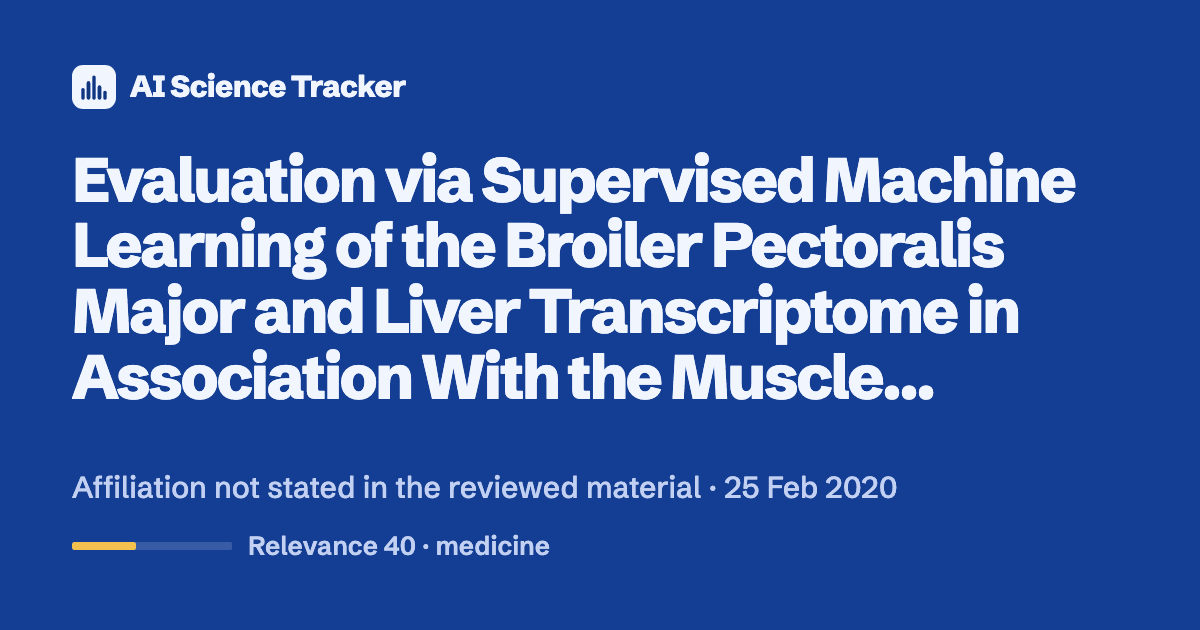 AI Science Tracker
Evaluation via Supervised Machine
Learning of the Broiler Pectoralis
Major and Liver Transcriptome in
Association With the Muscle...
Affiliation not stated in the reviewed material · 25 Feb 2020
Relevance 40 · medicine